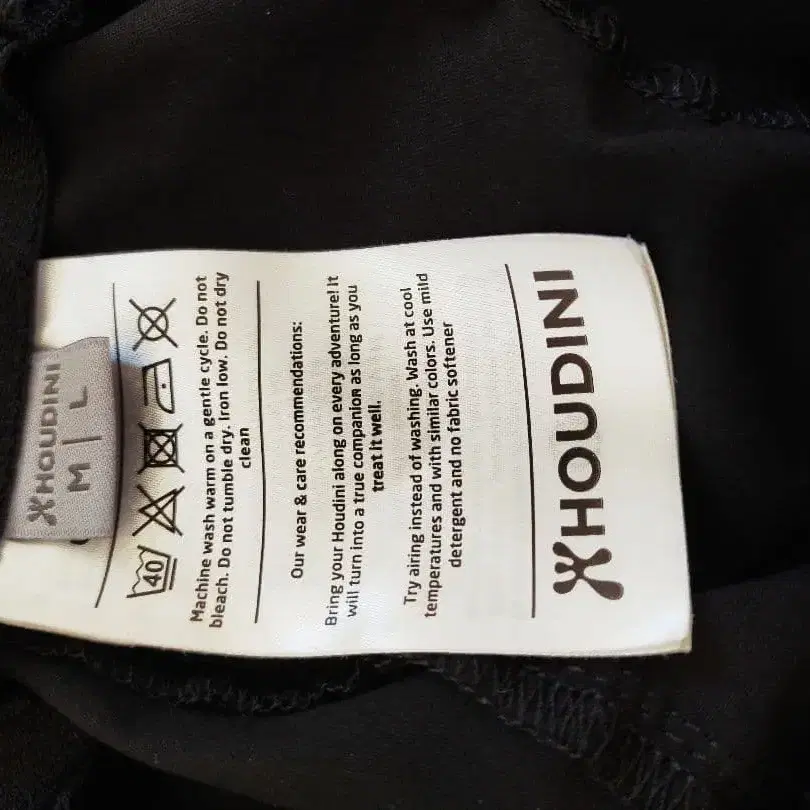 HOUDINI
M | L
40
Machine wash warm on a gentle cycle. Do not
bleach. Do not tumble dry. Iron low. Do not dry
clean
Our wear & care recommendations:
Bring your Houdini along on every adventure! It
will turn into a true companion as long as you
treat it well.
Try airing instead of washing. Wash at cool
temperatures and with similar colors. Use mild
detergent and no fabric softener
HOUDINI